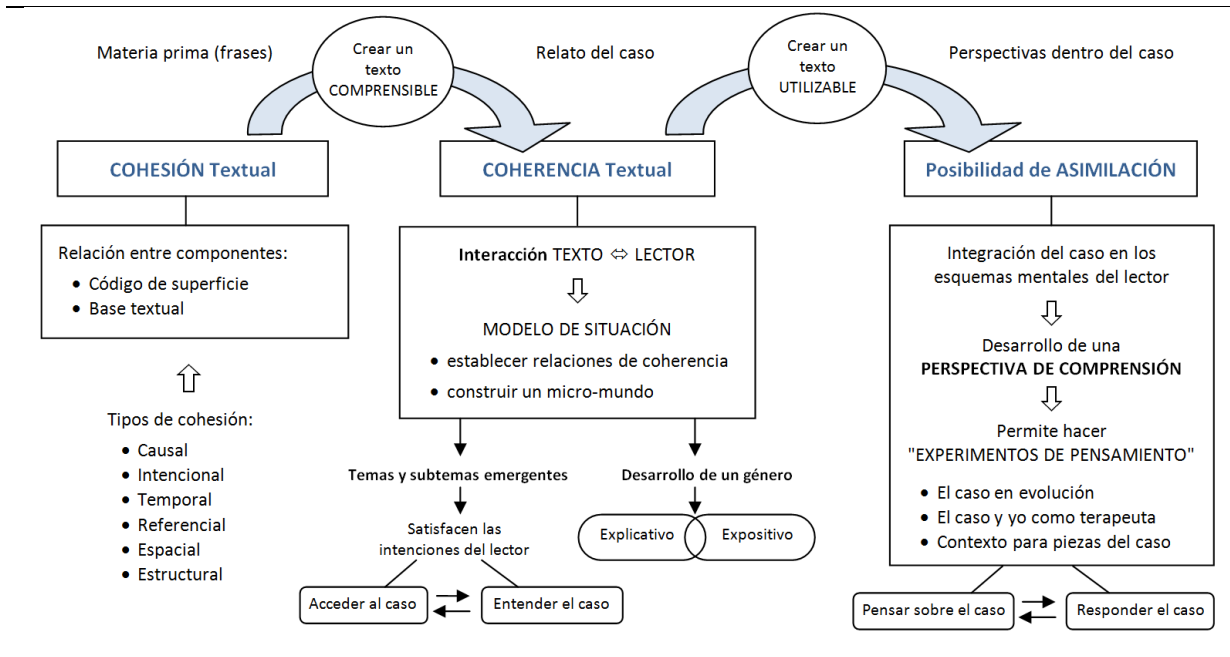 Materia prima (frases)
Crear un
texto
COMPRENSIBLE
Relato del caso
Crear un
texto
UTILIZABLE
Perspectivas dentro del caso
COHESIÓN Textual
COHERENCIA Textual
Posibilidad de ASIMILACIÓN
Relación entre componentes:
• Código de superficie
• Base textual
Tipos de cohesión:
• Causal
• Intencional
• Temporal
• Referencial
• Espacial
• Estructural
Interacción TEXTO ⇔ LECTOR
MODELO DE SITUACIÓN
• establecer relaciones de coherencia
• construir un micro-mundo
Temas y subtemas emergentes
Satisfacen las
intenciones del lector
Acceder al caso
Entender el caso
Desarrollo de un género
Explicativo
Expositivo
Integración del caso en los
esquemas mentales del lector
Desarrollo de una
PERSPECTIVA DE COMPRENSIÓN
Permite hacer
"EXPERIMENTOS DE PENSAMIENTO"
• El caso en evolución
• El caso y yo como terapeuta
• Contexto para piezas del caso
Pensar sobre el caso
Responder el caso